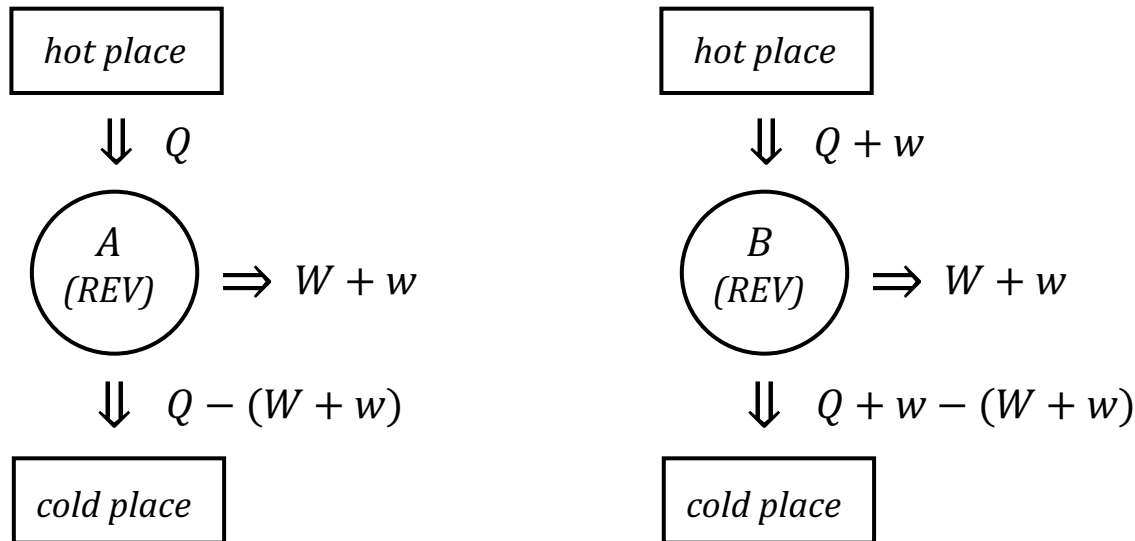 hot place
⇓ Q
A
(REV)
⇒ W + w
⇓ Q − (W + w)
cold place
hot place
⇓ Q + w
B
(REV)
⇒ W + w
⇓ Q + w − (W + w)
cold place